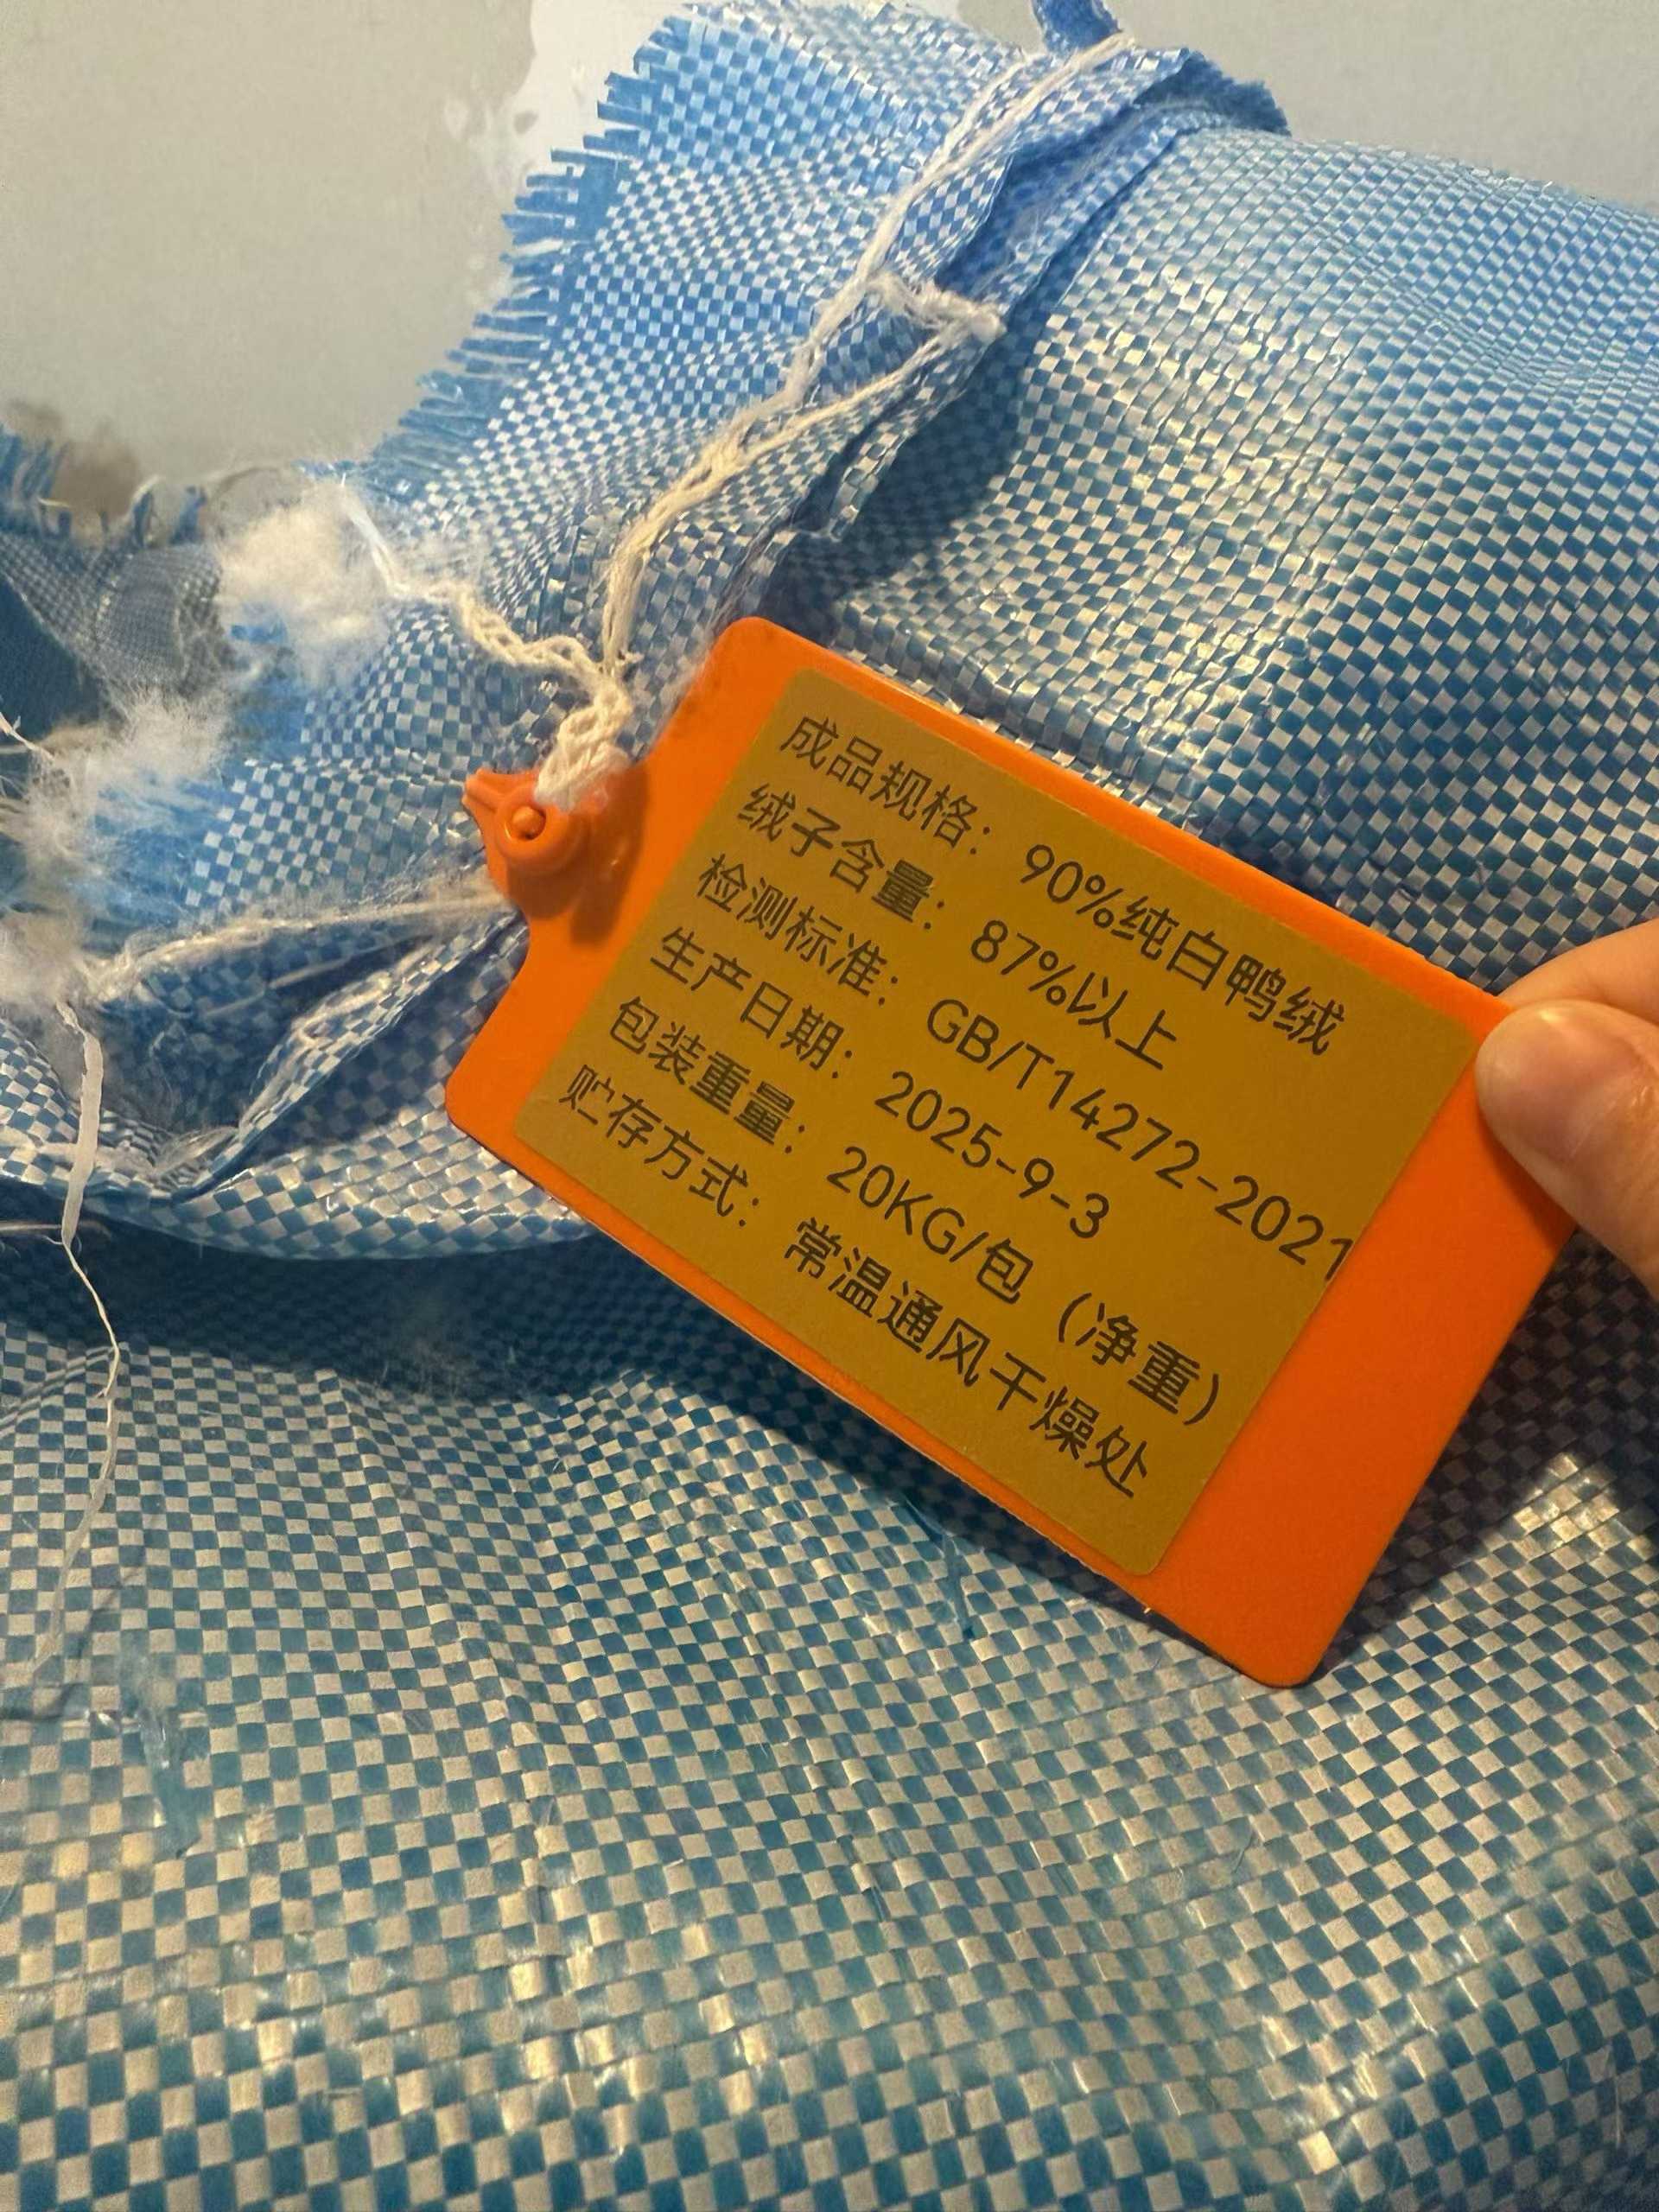 成品规格：90%纯白鸭绒
绒子含量：87%以上
检测标准：GB/T14272-2021
生产日期：2025-9-3
包装重量：20KG/包（净重）
贮存方式：常温通风干燥处